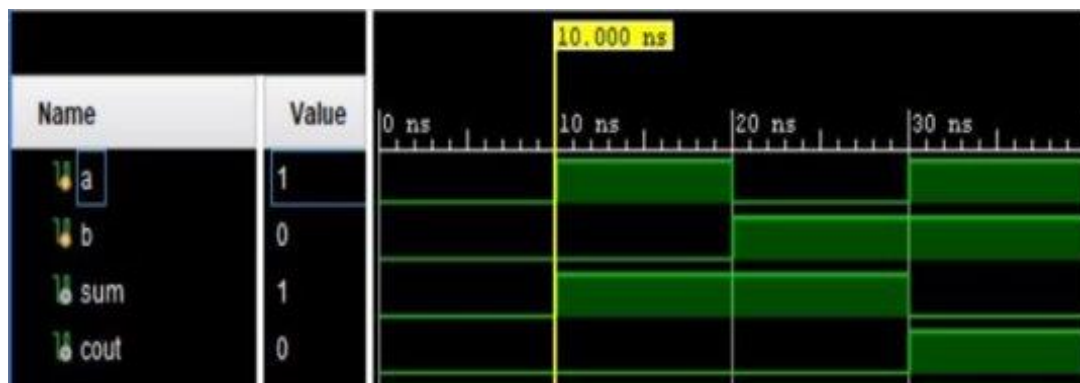 10.000 ns
Name Value 0 ns 10 ns 20 ns 30 ns
a 1
b 0
sum 1
cout 0